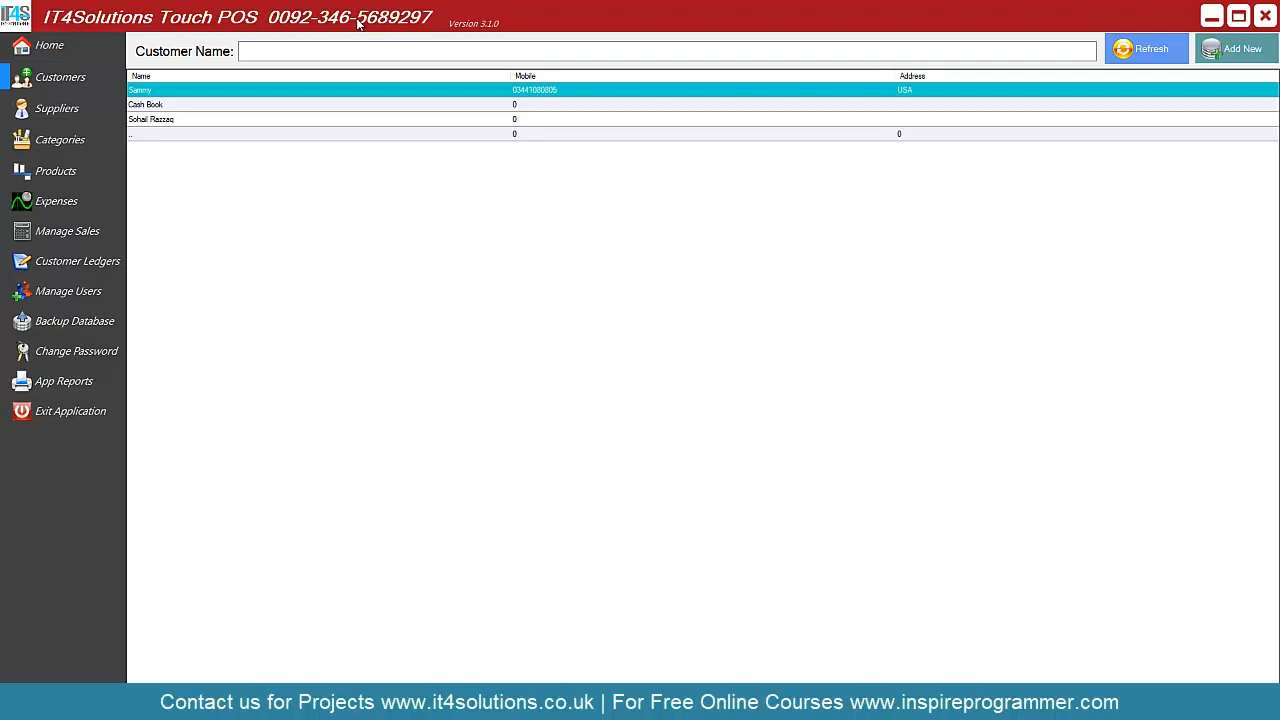 IT4S
IT4Solutions Touch POS 0092-346-5689297 Version 3.1.0
Home
Customer Name: Refresh Add New
Customers
Suppliers
Categories
Products
Expenses
Manage Sales
Customer Ledgers
Manage Users
Backup Database
Change Password
App Reports
Exit Application
Name Mobile Address
Sammy 03441080805 USA
Cash Book 0
Sohail Razzaq 0
.. 0 0
Contact us for Projects www.it4solutions.co.uk | For Free Online Courses www.inspireprogrammer.com